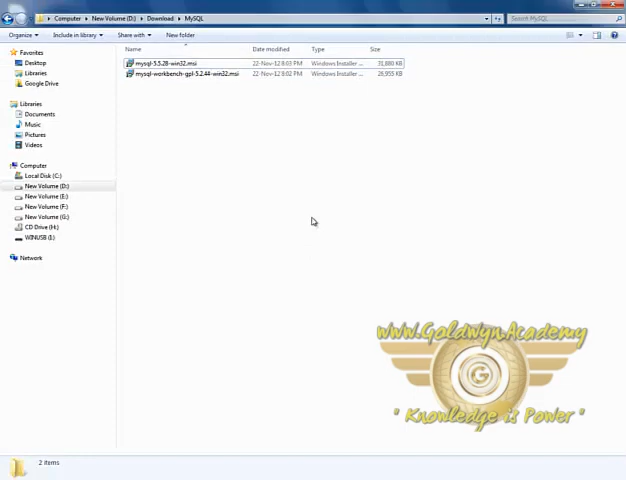 Computer ▸ New Volume (D:) ▸ Download ▸ MySQL
Search MySQL
Organize ▾ Include in library ▾ Share with ▾ New folder
Name Date modified Type Size
mysql-5.5.28-win32.msi 22-Nov-12 8:03 PM Windows Installer ... 31,880 KB
mysql-workbench-gpl-5.2.44-win32.msi 22-Nov-12 9:02 PM Windows Installer ... 26,955 KB
Favorites
Desktop
Libraries
Google Drive
Libraries
Documents
Music
Pictures
Videos
Computer
Local Disk (C:)
New Volume (D:)
New Volume (E:)
New Volume (F:)
New Volume (G:)
CD Drive (H:)
WINUSB (I:)
Network
www.GoldwynAcademy
G
" Knowledge is Power "
2 items